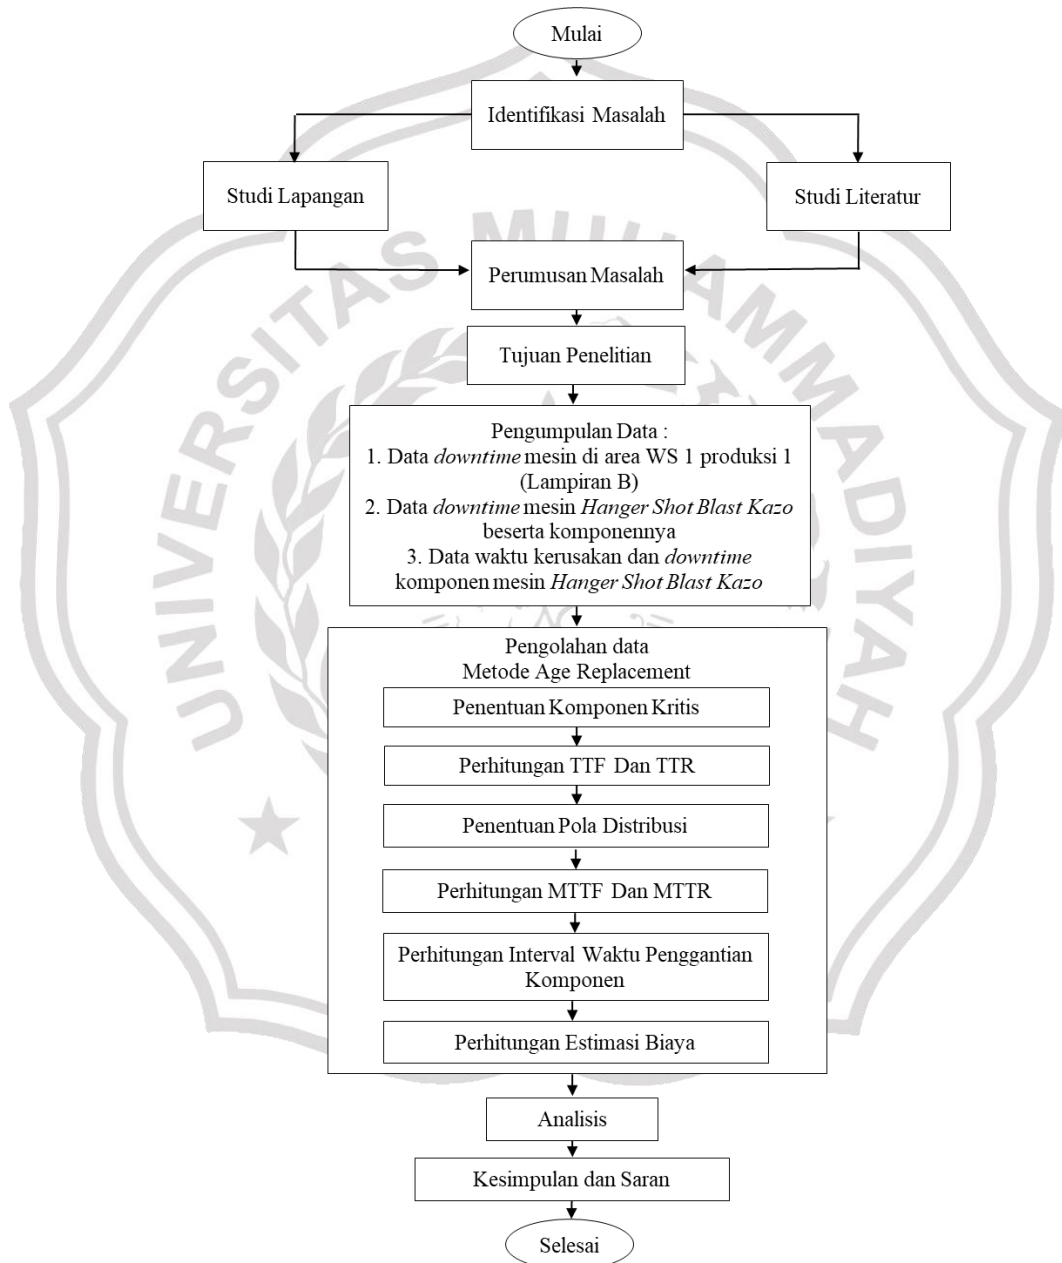 Mulai
Identifikasi Masalah
Studi Lapangan
Studi Literatur
Perumusan Masalah
Tujuan Penelitian
Pengumpulan Data :
1. Data downtime mesin di area WS 1 produksi 1
(Lampiran B)
2. Data downtime mesin Hanger Shot Blast Kazo
beserta komponennya
3. Data waktu kerusakan dan downtime
komponen mesin Hanger Shot Blast Kazo
Pengolahan data
Metode Age Replacement
Penentuan Komponen Kritis
Perhitungan TTF Dan TTR
Penentuan Pola Distribusi
Perhitungan MTTF Dan MTTR
Perhitungan Interval Waktu Penggantian
Komponen
Perhitungan Estimasi Biaya
Analisis
Kesimpulan dan Saran
Selesai
UNIVERSITAS MUHAMMADIYAH